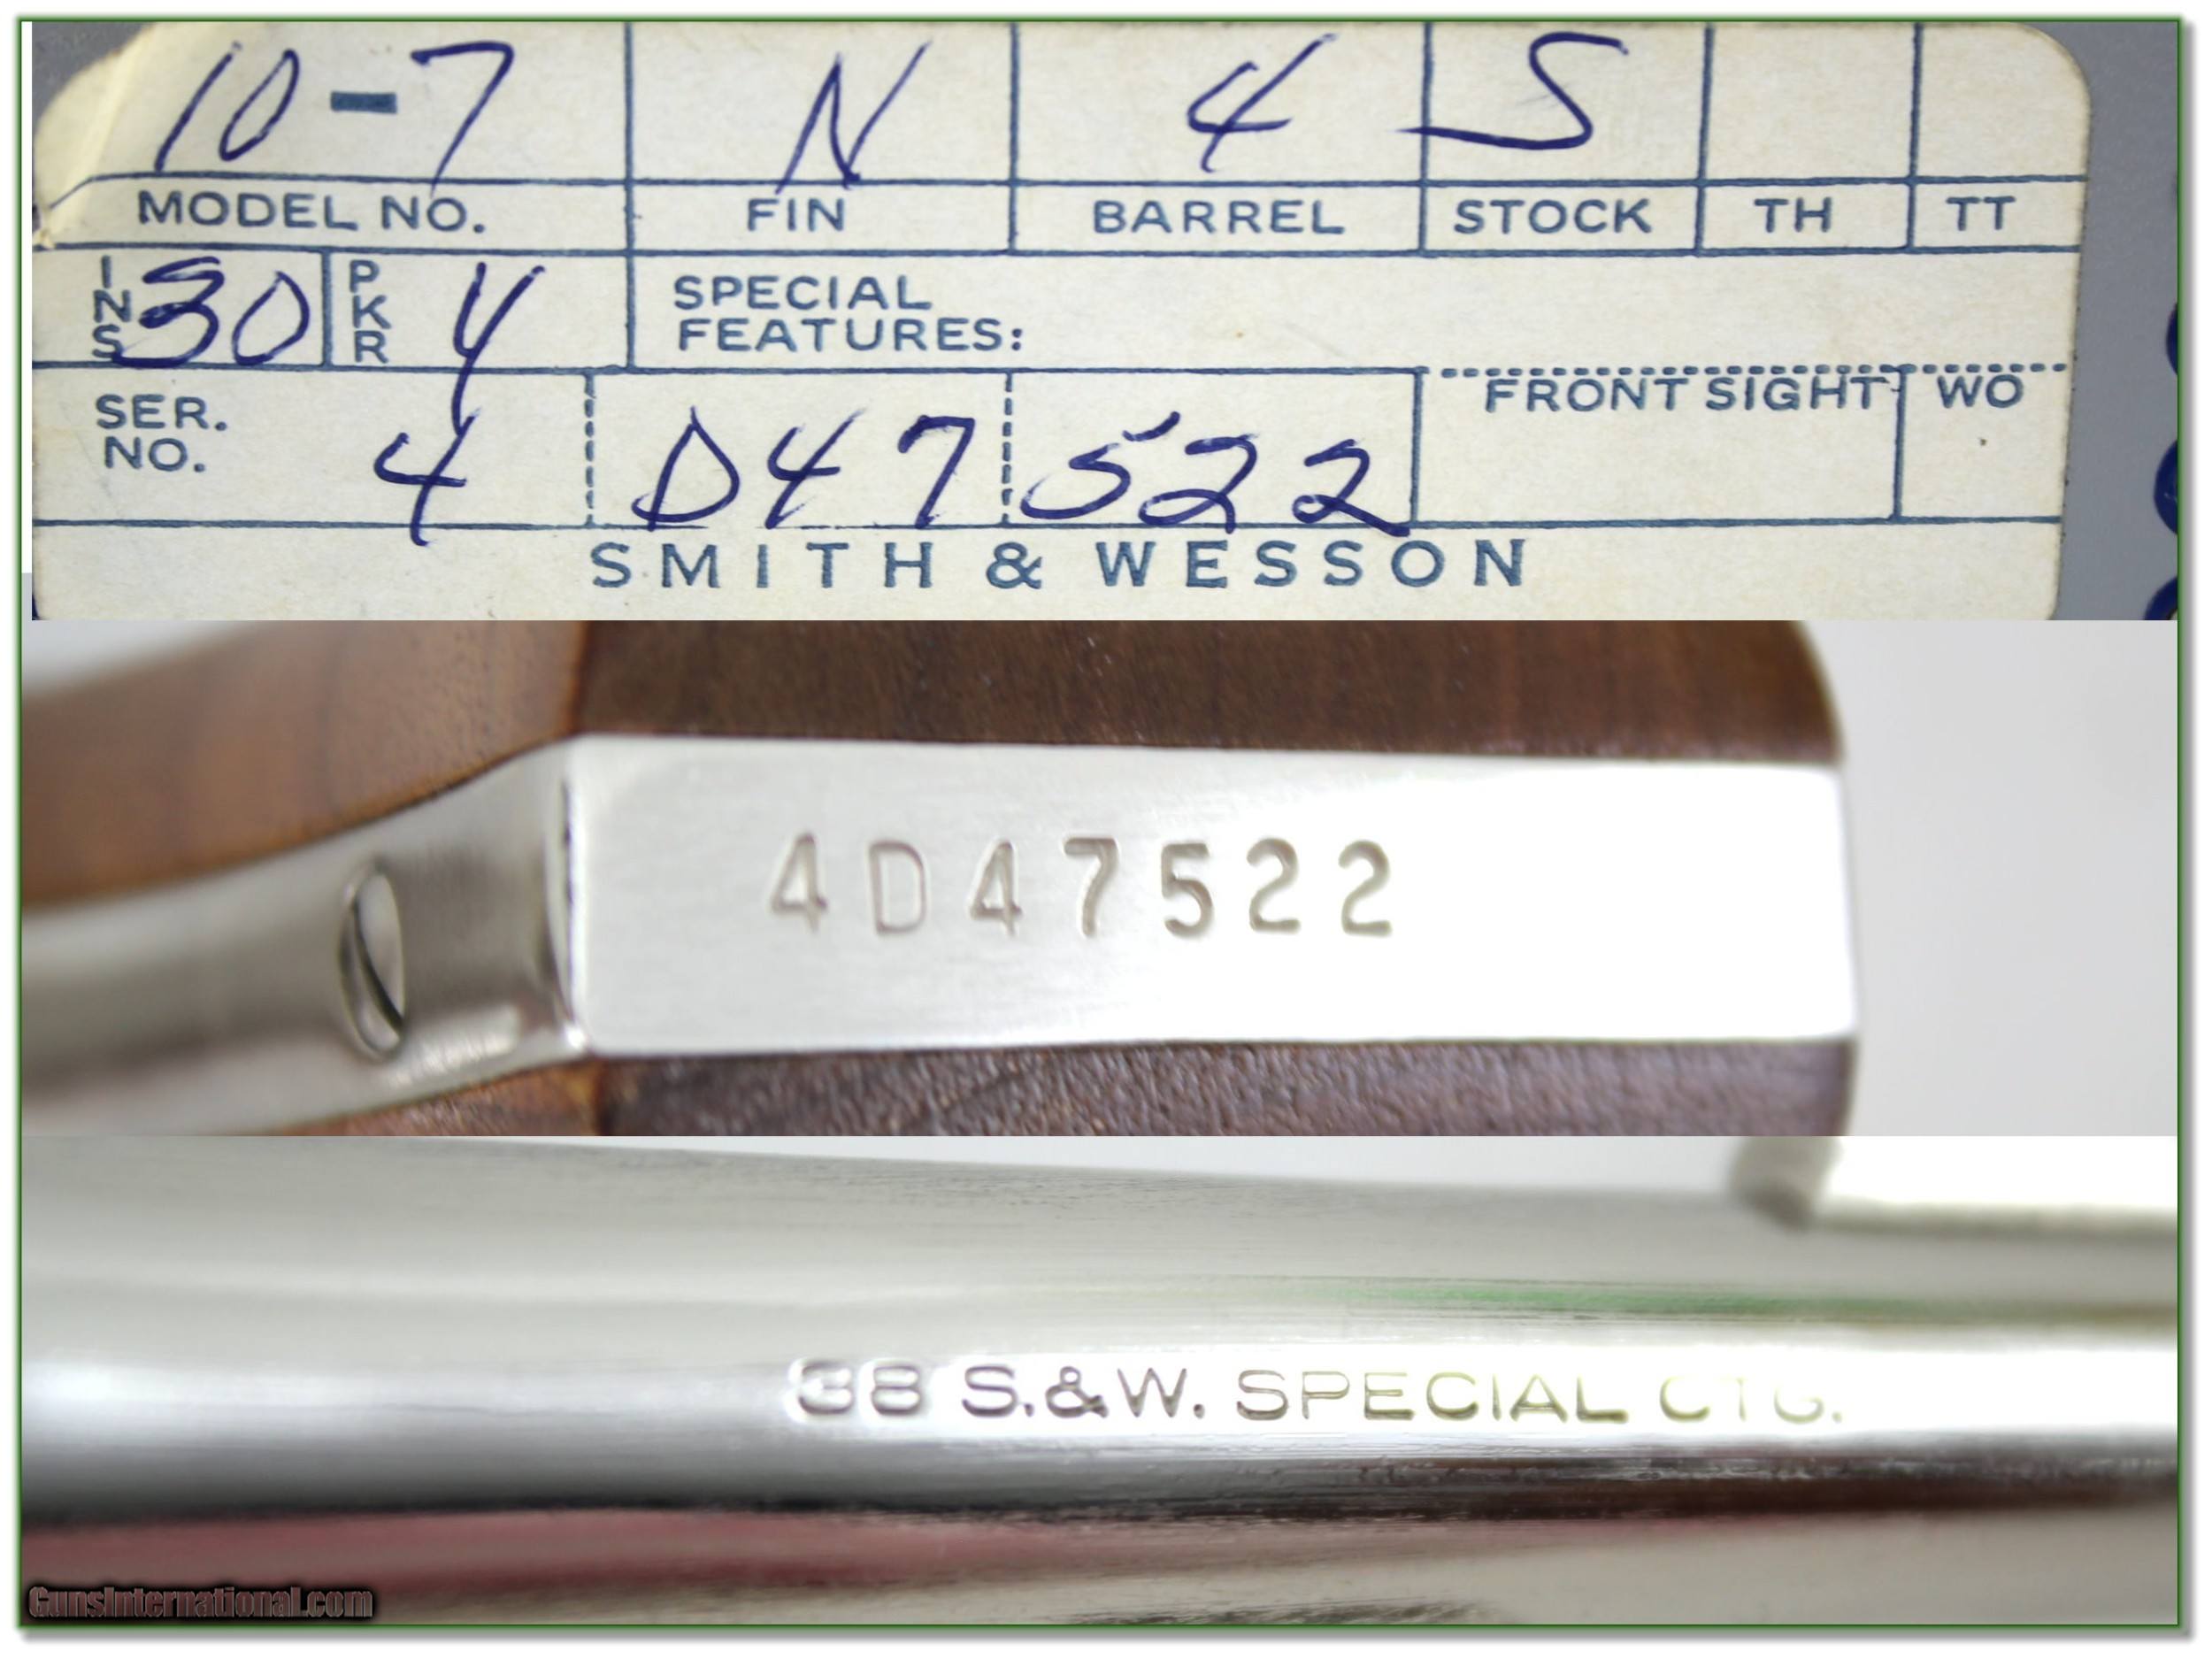 10-7 N 4 S
MODEL NO. FIN BARREL STOCK TH TT
INS 30 PKR 4 SPECIAL
FEATURES:
FRONT SIGHT WO
SER.
NO. 4 D47 522
SMITH & WESSON
4D47522
38 S.&W. SPECIAL CTG.
GunsInternational.com